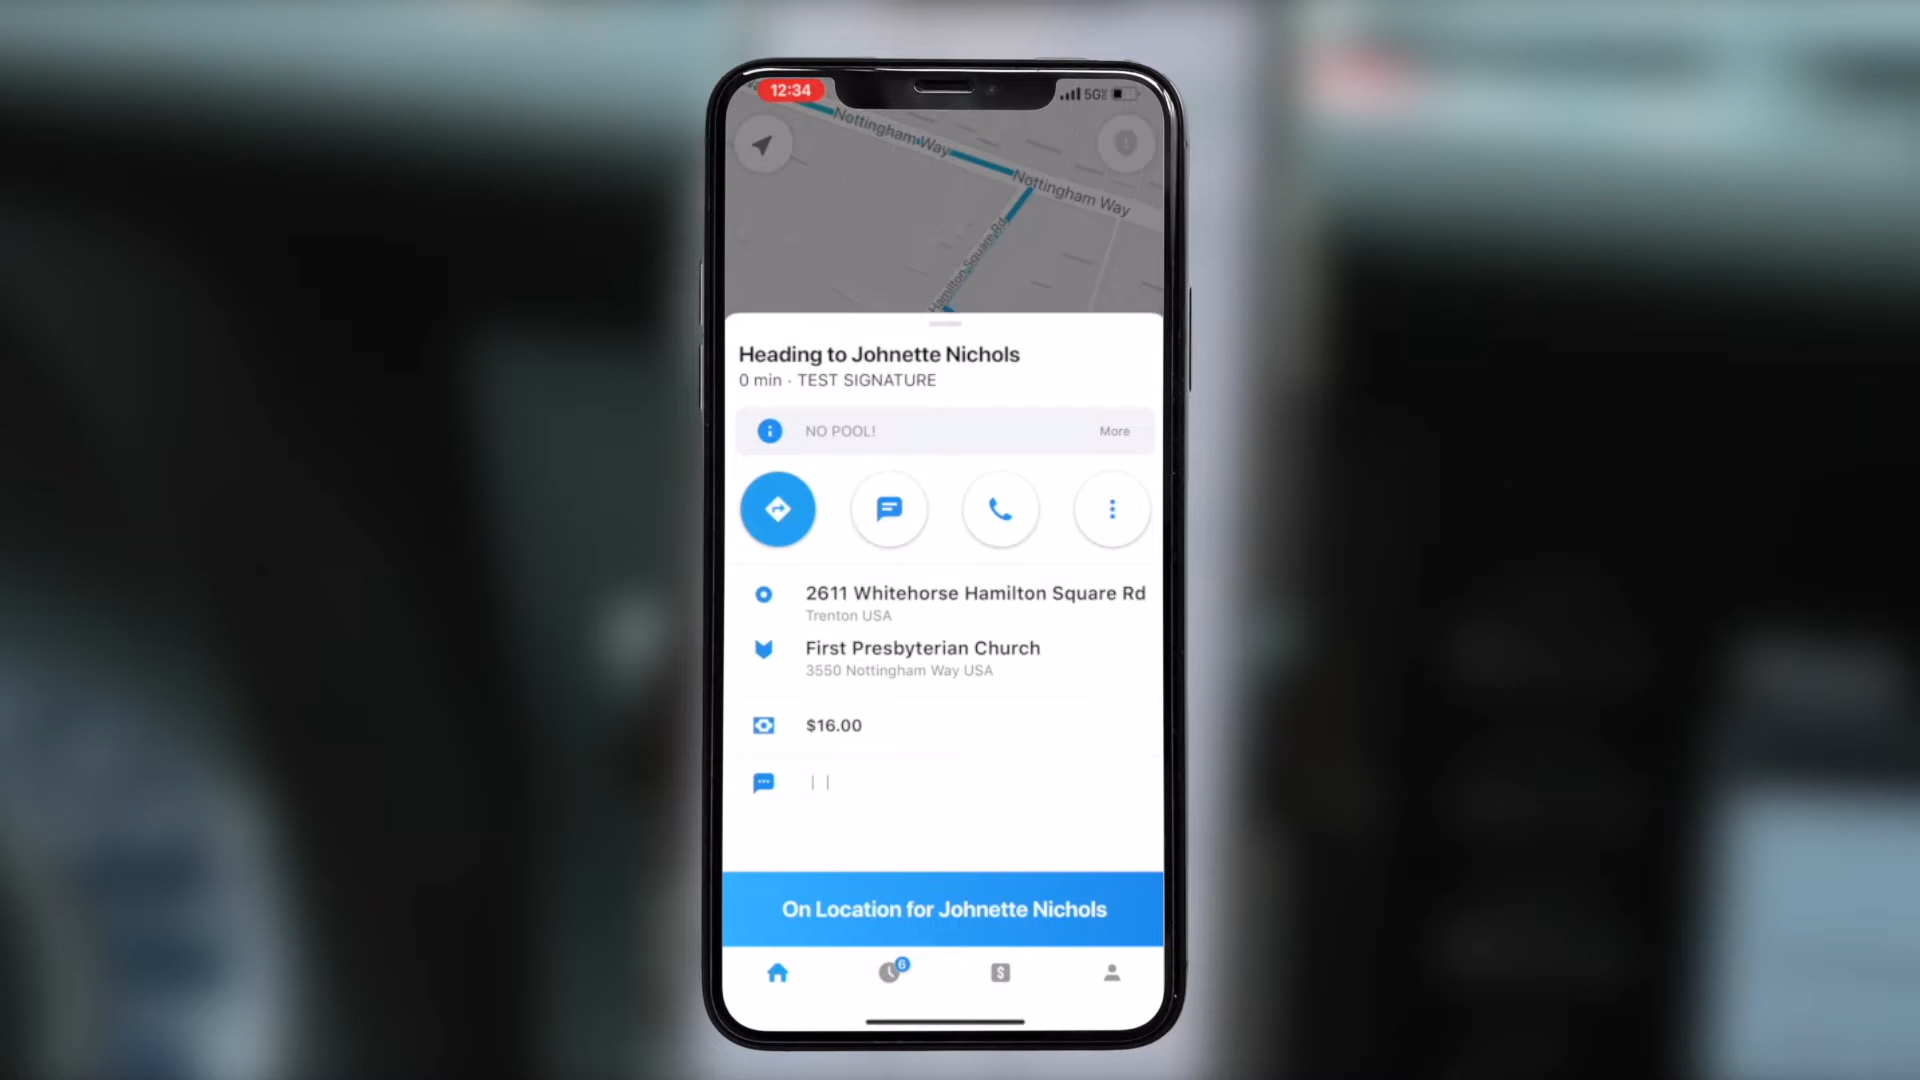 12:34
5G
Nottingham Way
Nottingham Way
Hamilton Square Rd
Heading to Johnette Nichols
0 min · TEST SIGNATURE
NO POOL!
More
2611 Whitehorse Hamilton Square Rd
Trenton USA
First Presbyterian Church
3550 Nottingham Way USA
$16.00
| |
On Location for Johnette Nichols
6